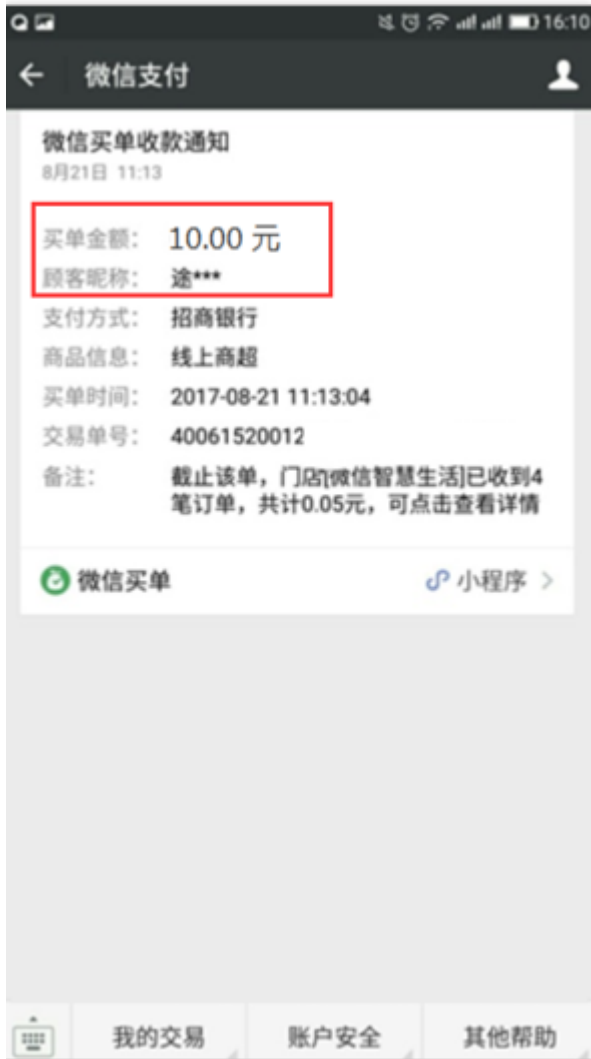 16:10
微信支付
微信买单收款通知
8月21日 11:13
买单金额: 10.00 元
顾客昵称: 途***
支付方式: 招商银行
商品信息: 线上商超
买单时间: 2017-08-21 11:13:04
交易单号: 40061520012
备注: 截止该单，门店[微信智慧生活]已收到4
笔订单，共计0.05元，可点击查看详情
微信买单 小程序 >
我的交易 账户安全 其他帮助